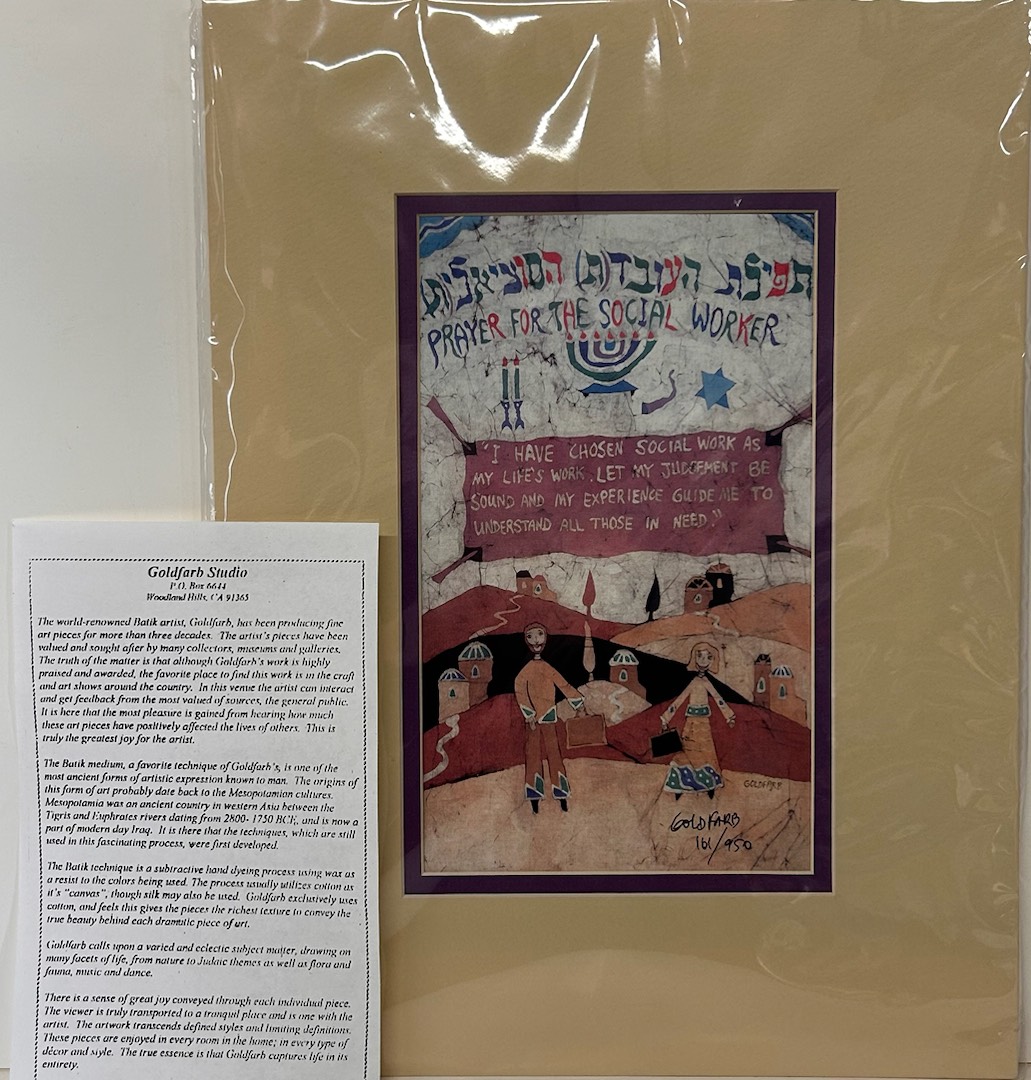 תפילת העובד(ת) הסוציאלי(ת)
PRAYER FOR THE SOCIAL WORKER
"I HAVE CHOSEN SOCIAL WORK AS
MY LIFE'S WORK. LET MY JUDGEMENT BE
SOUND AND MY EXPERIENCE GUIDE ME TO
UNDERSTAND ALL THOSE IN NEED."
GOLDFARB
GOLDFARB
161/950
Goldfarb Studio
P.O. Box 6644
Woodland Hills, CA 91365
The world-renowned Batik artist, Goldfarb, has been producing fine
art pieces for more than three decades. The artist's pieces have been
valued and sought after by many collectors, museums and galleries.
The truth of the matter is that although Goldfarb's work is highly
praised and awarded, the favorite place to find this work is in the craft
and art shows around the country. In this venue the artist can interact
and get feedback from the most valued of sources, the general public.
It is here that the most pleasure is gained from hearing how much
these art pieces have positively affected the lives of others. This is
truly the greatest joy for the artist.
The Batik medium, a favorite technique of Goldfarb's, is one of the
most ancient forms of artistic expression known to man. The origins of
this form of art probably date back to the Mesopotamion cultures.
Mesopotamia was an ancient country in western Asia between the
Tigris and Euphrates rivers dating from 2800- 1750 BCE, and is now a
part of modern day Iraq. It is there that the techniques, which are still
used in this fascinating process, were first developed.
The Batik technique is a subtractive hand dyeing process using wax as
a resist to the colors being used. The process usually utilizes cotton as
it's "canvas", though silk may also be used. Goldfarb exclusively uses
cotton, and feels this gives the pieces the richest texture to convey the
true beauty behind each dramatic piece of art.
Goldfarb calls upon a varied and eclectic subject matter, drawing on
many facets of life, from nature to Judaic themes as well as flora and
fauna, music and dance.
There is a sense of great joy conveyed through each individual piece.
The viewer is truly transported to a tranquil place and is one with the
artist. The artwork transcends defined styles and limiting definitions.
These pieces are enjoyed in every room in the home; in every type of
décor and style. The true essence is that Goldfarb captures life in its
entirety.